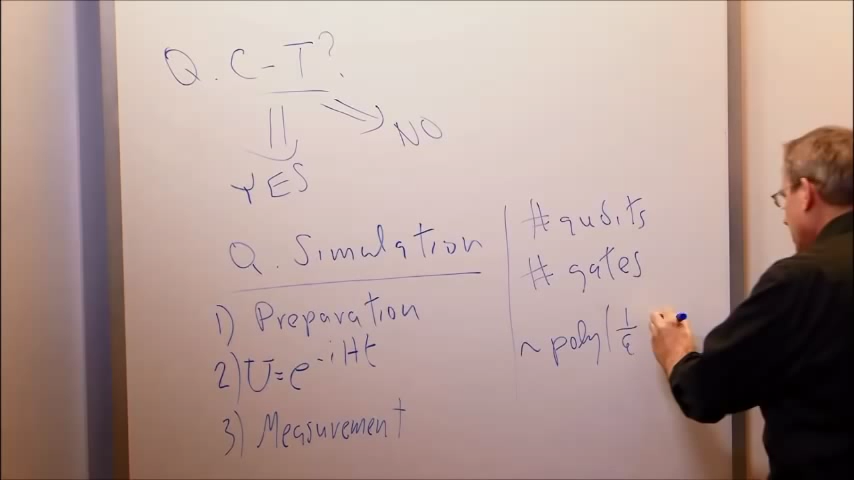 Q. C-T?
NO
YES
Q. Simulation
1) Preparation
2) U=e^-iHt
3) Measurement
# qubits
# gates
~ poly(1/ε